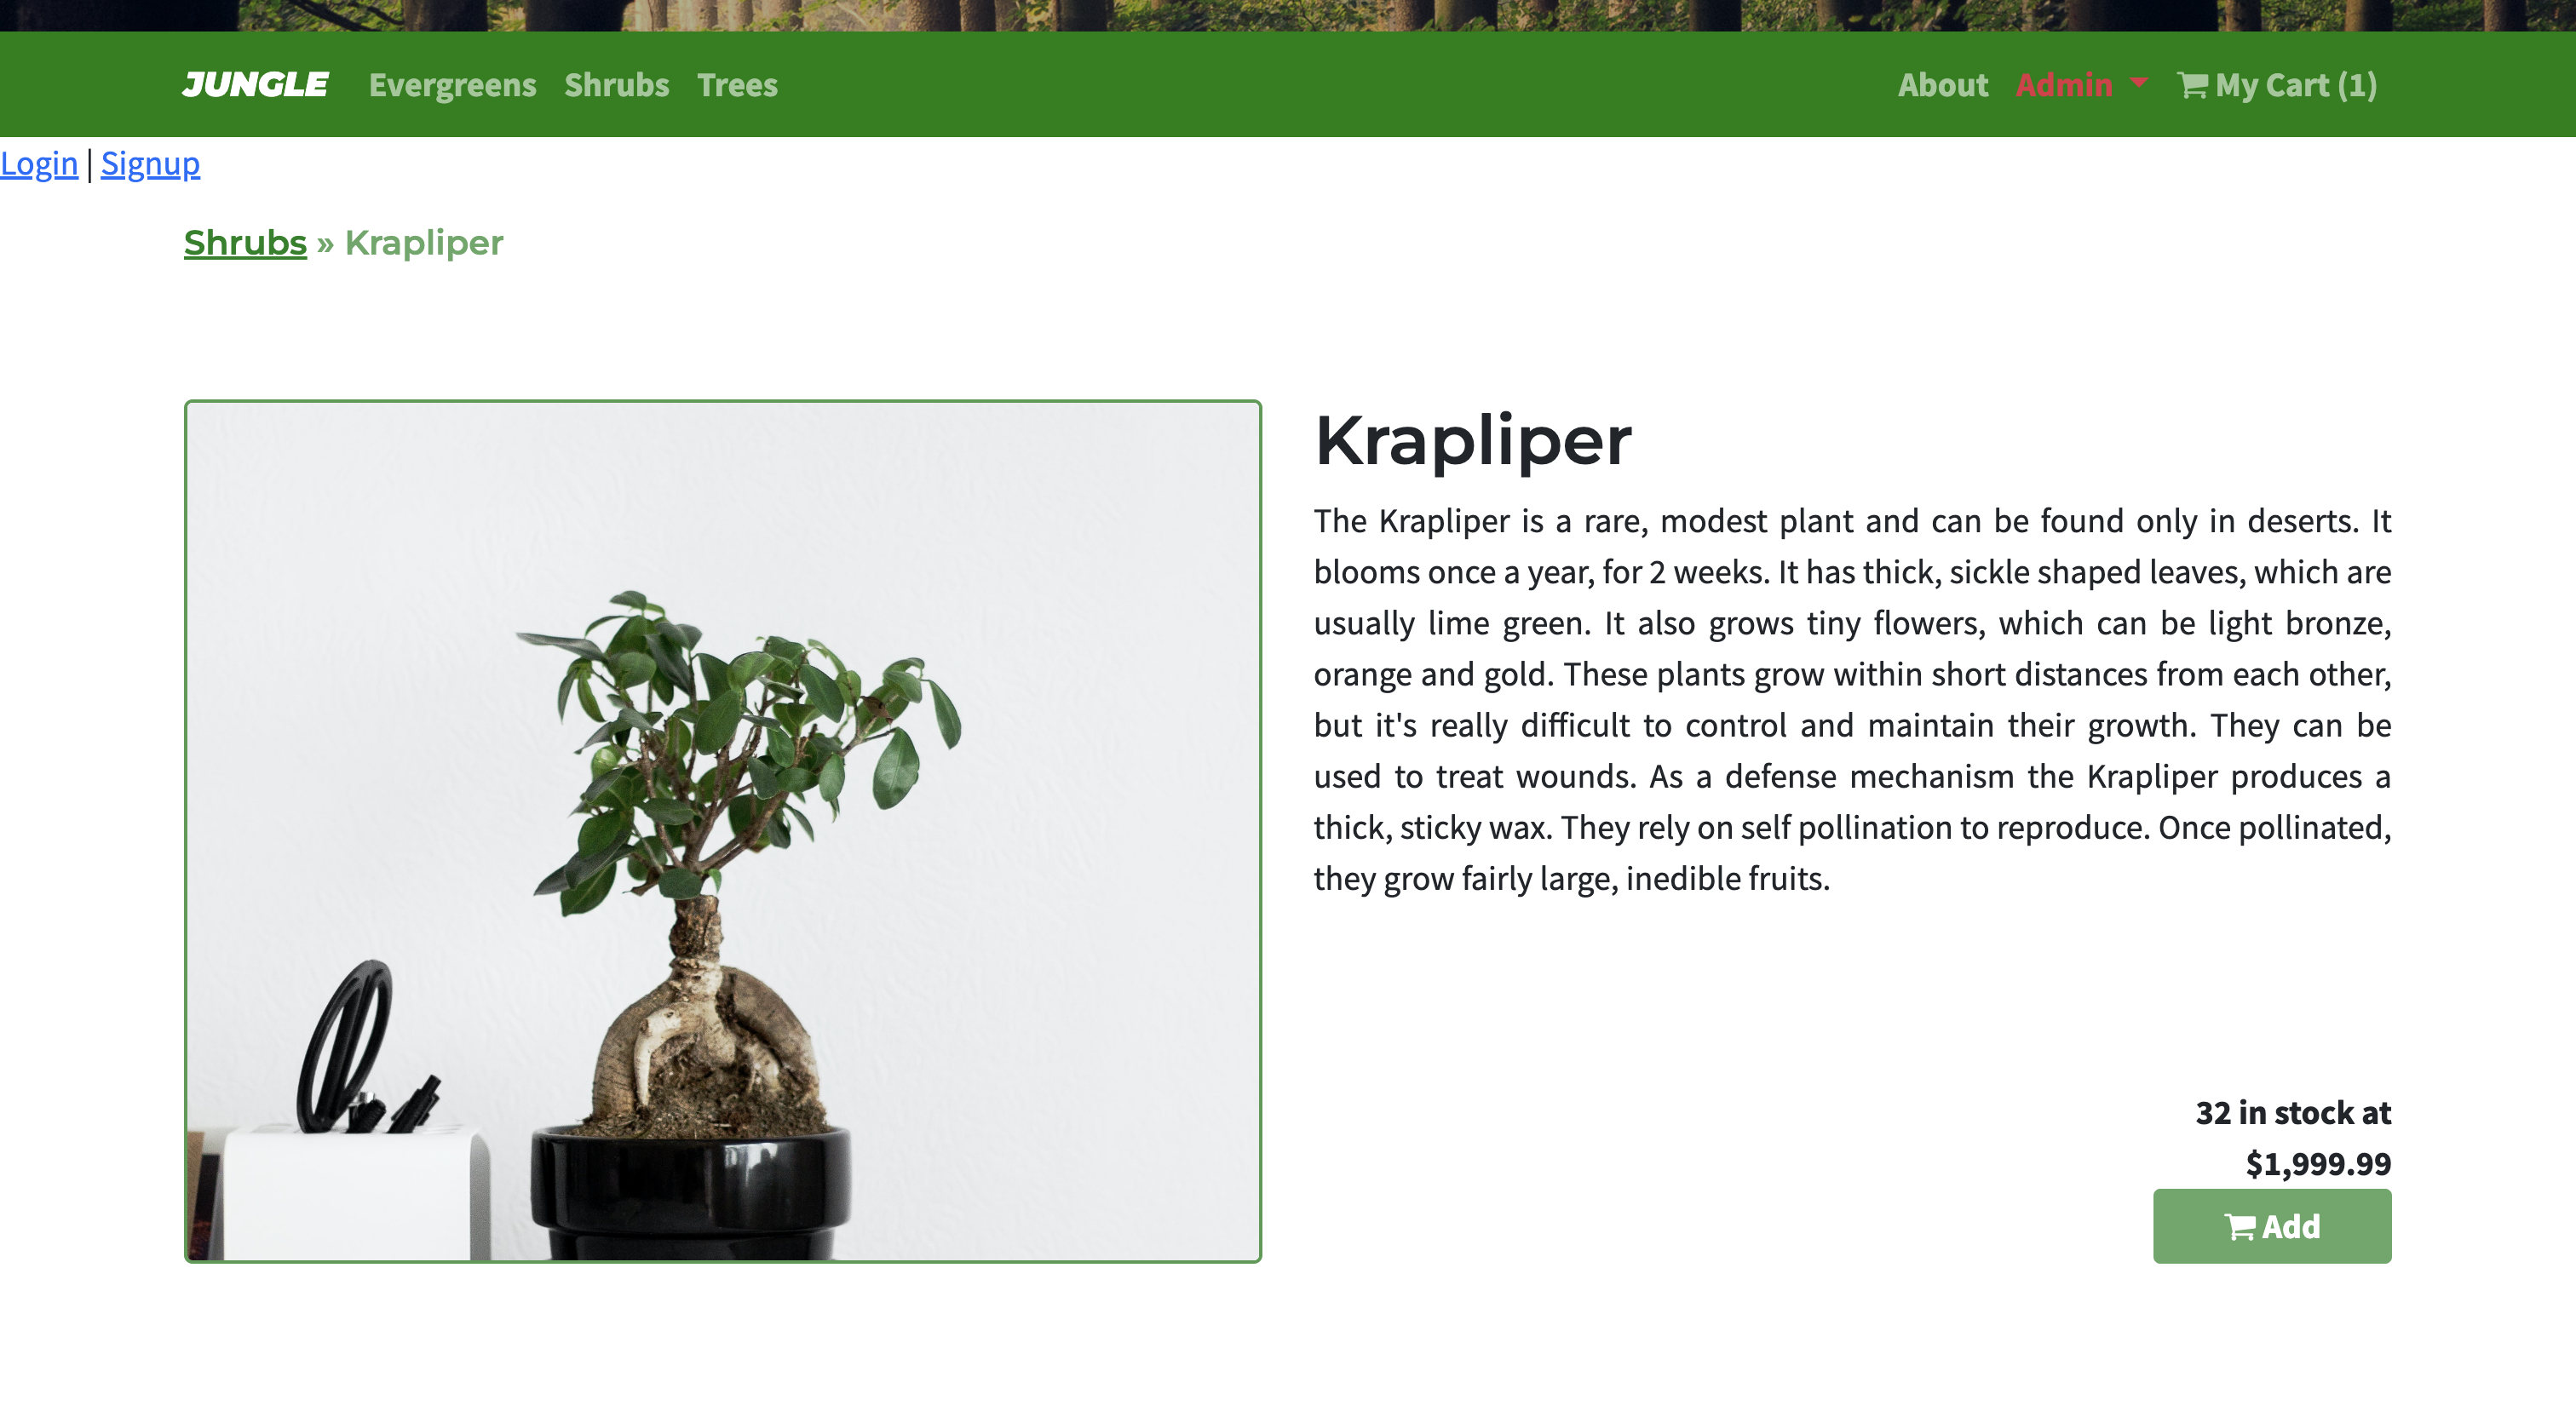 JUNGLE Evergreens Shrubs Trees About Admin My Cart (1)
Login | Signup
Shrubs » Krapliper
Krapliper
The Krapliper is a rare, modest plant and can be found only in deserts. It
blooms once a year, for 2 weeks. It has thick, sickle shaped leaves, which are
usually lime green. It also grows tiny flowers, which can be light bronze,
orange and gold. These plants grow within short distances from each other,
but it's really difficult to control and maintain their growth. They can be
used to treat wounds. As a defense mechanism the Krapliper produces a
thick, sticky wax. They rely on self pollination to reproduce. Once pollinated,
they grow fairly large, inedible fruits.
32 in stock at
$1,999.99
Add